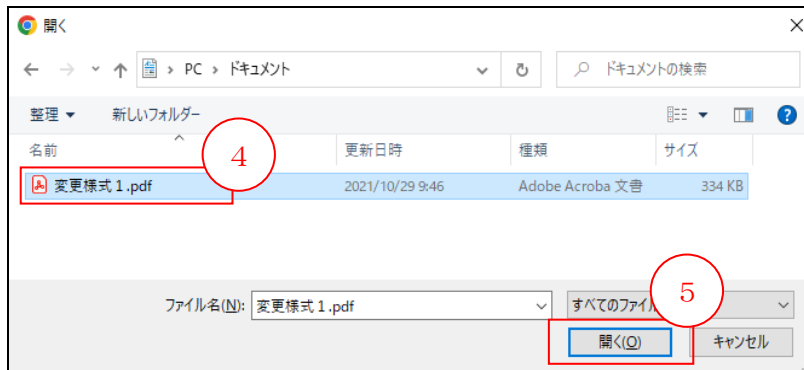 開く
PC › ドキュメント
ドキュメントの検索
整理 新しいフォルダー
名前 更新日時 種類 サイズ
4
変更様式１.pdf 2021/10/29 9:46 Adobe Acroba 文書 334 KB
ファイル名(N): 変更様式１.pdf すべてのファイル
5
開く(O) キャンセル